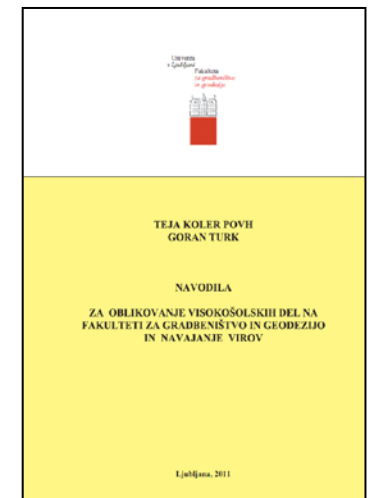 Univerza
v Ljubljani
Fakulteta
za gradbeništvo
in geodezijo
TEJA KOLER POVH
GORAN TURK
NAVODILA
ZA OBLIKOVANJE VISOKOŠOLSKIH DEL NA
FAKULTETI ZA GRADBENIŠTVO IN GEODEZIJO
IN NAVAJANJE VIROV
Ljubljana, 2011